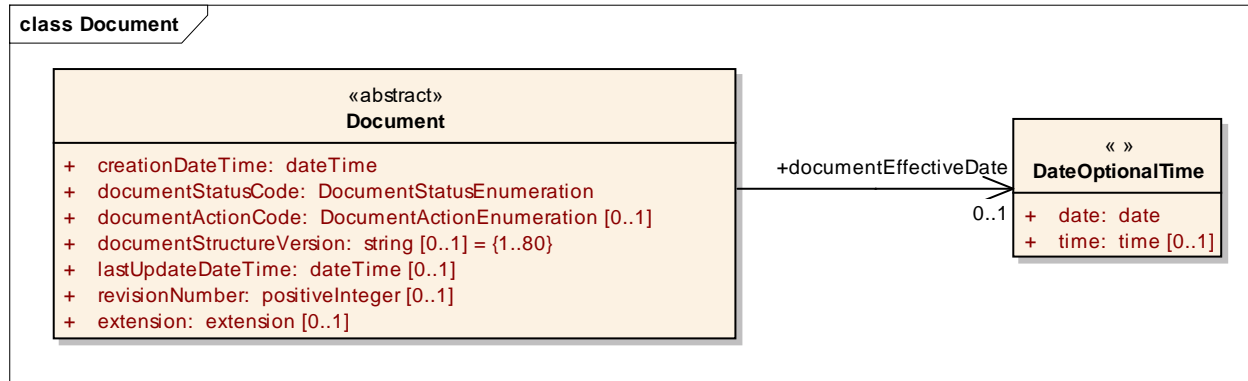 class Document
«abstract»
Document
+ creationDateTime: dateTime
+ documentStatusCode: DocumentStatusEnumeration
+ documentActionCode: DocumentActionEnumeration [0..1]
+ documentStructureVersion: string [0..1] = {1..80}
+ lastUpdateDateTime: dateTime [0..1]
+ revisionNumber: positiveInteger [0..1]
+ extension: extension [0..1]
+documentEffectiveDate
0..1
« »
DateOptionalTime
+ date: date
+ time: time [0..1]